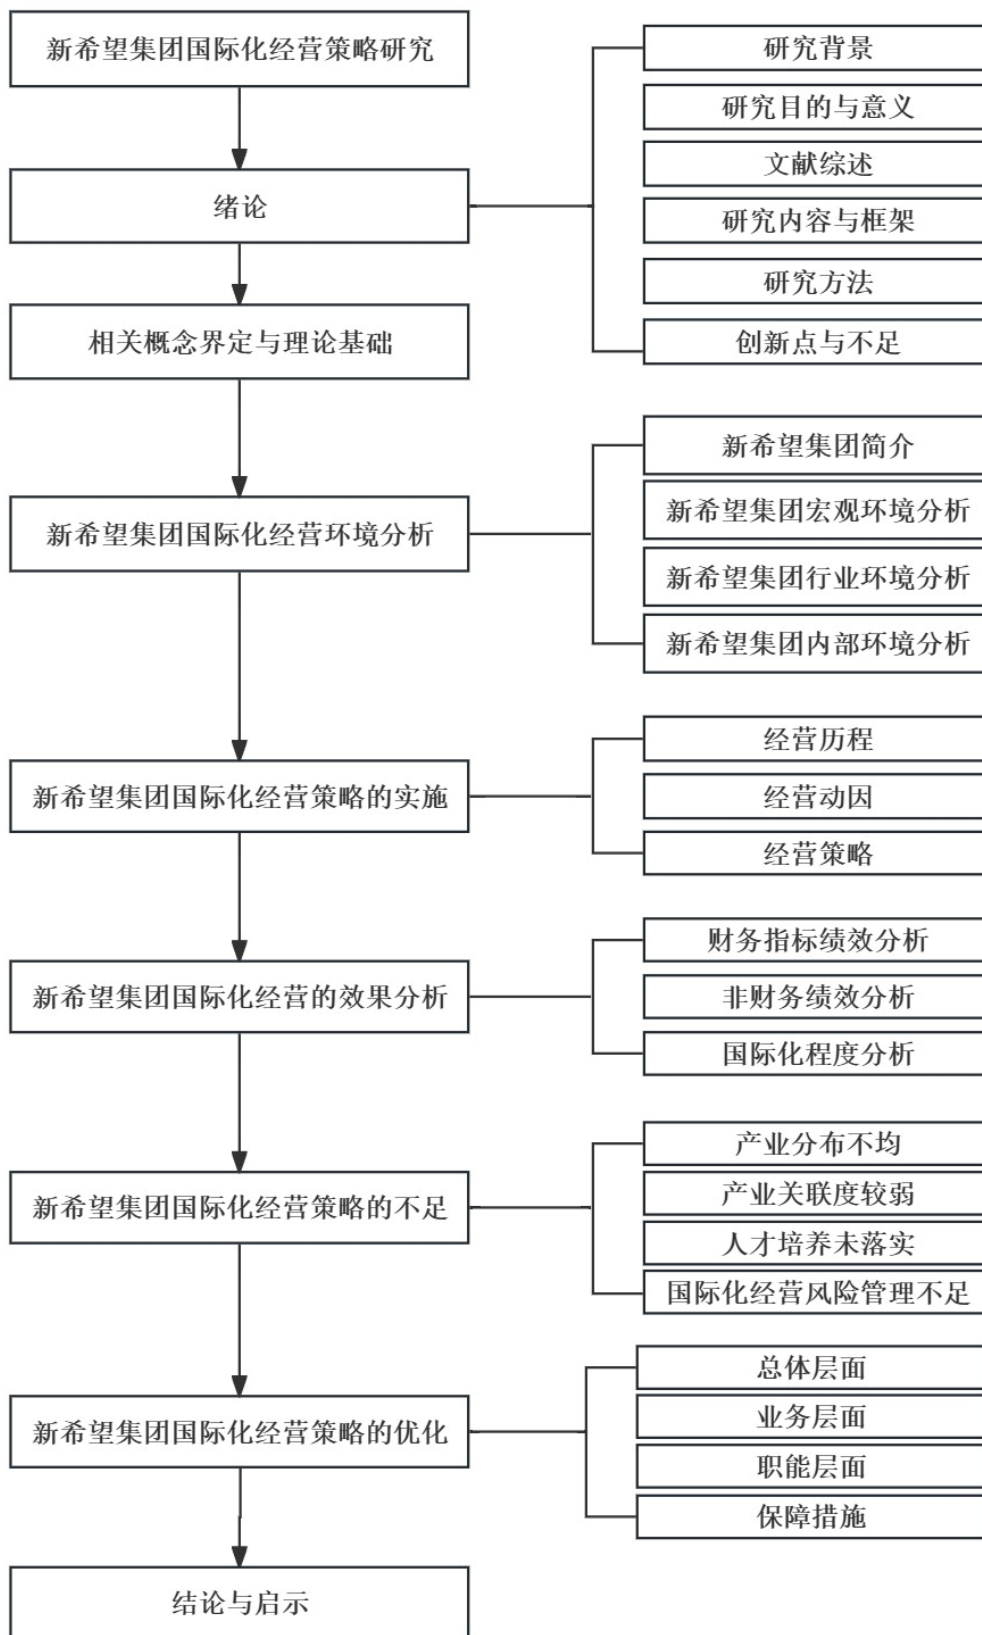 新希望集团国际化经营策略研究
绪论
研究背景
研究目的与意义
文献综述
研究内容与框架
研究方法
创新点与不足
相关概念界定与理论基础
新希望集团国际化经营环境分析
新希望集团简介
新希望集团宏观环境分析
新希望集团行业环境分析
新希望集团内部环境分析
新希望集团国际化经营策略的实施
经营历程
经营动因
经营策略
新希望集团国际化经营的效果分析
财务指标绩效分析
非财务绩效分析
国际化程度分析
新希望集团国际化经营策略的不足
产业分布不均
产业关联度较弱
人才培养未落实
国际化经营风险管理不足
新希望集团国际化经营策略的优化
总体层面
业务层面
职能层面
保障措施
结论与启示